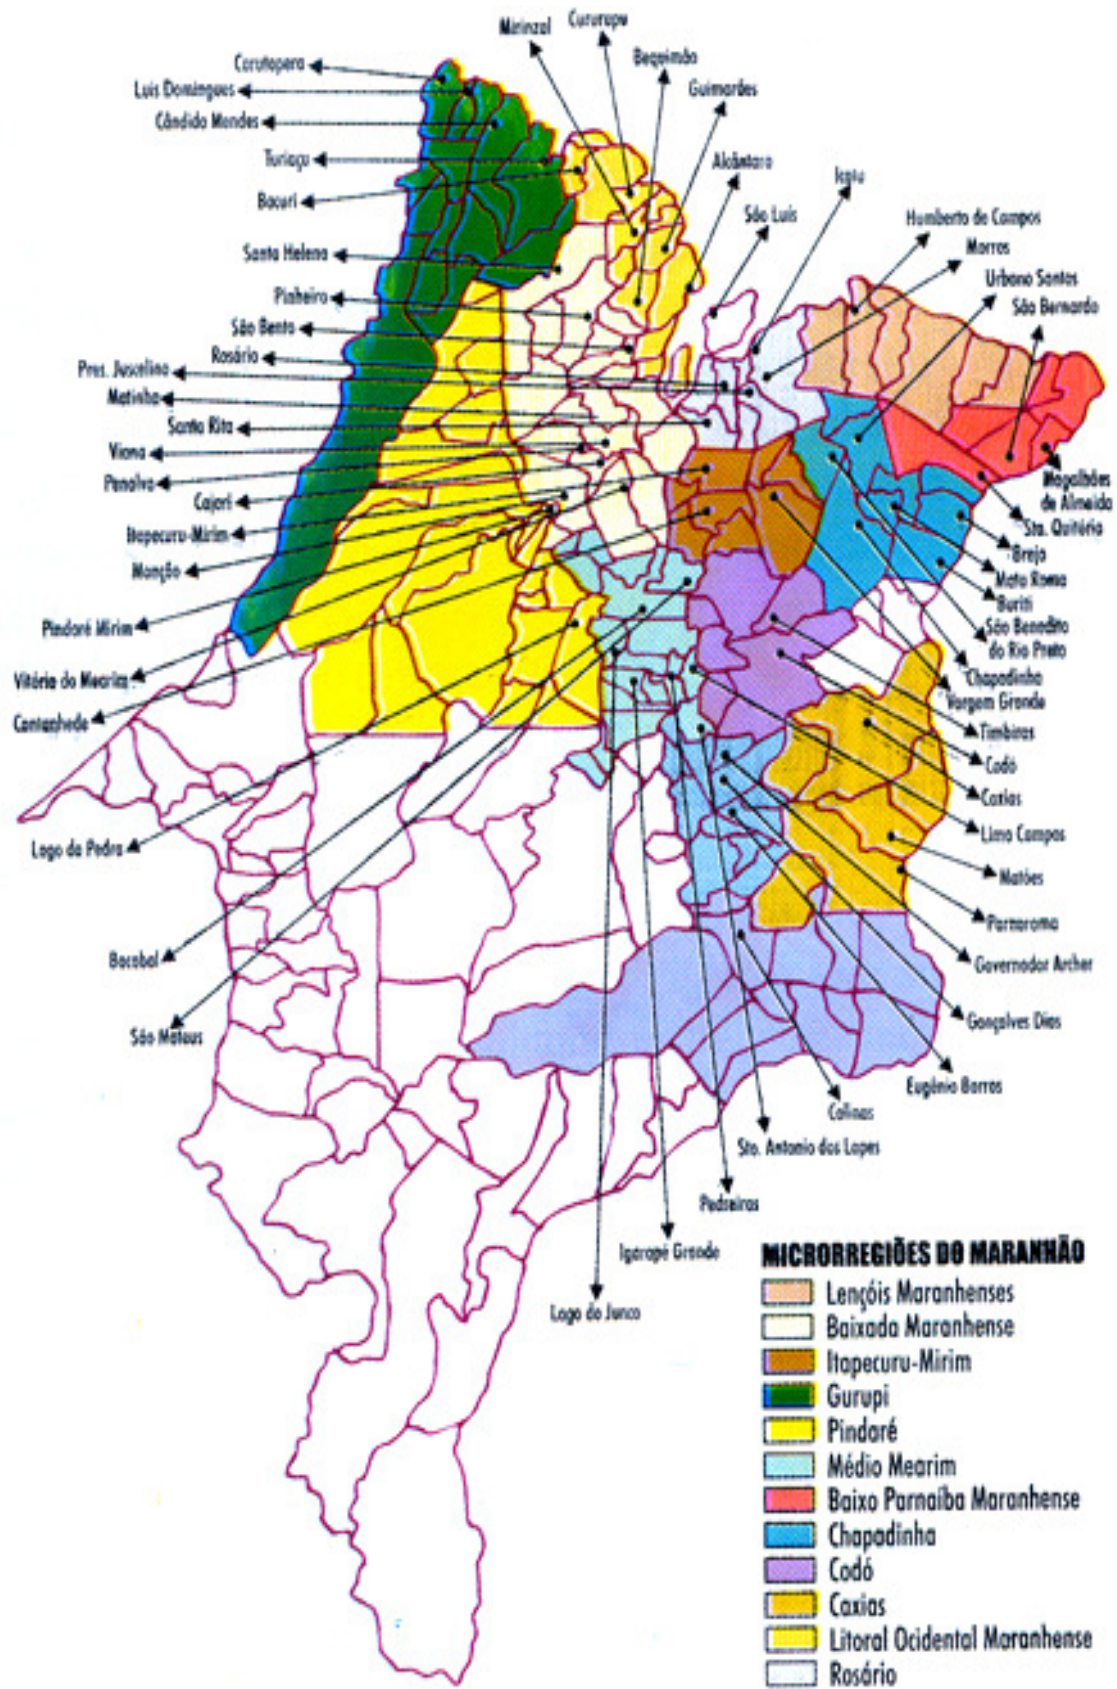 Mirinzal
Cururupu
Bequimão
Guimarães
Carutapera
Luis Domingues
Cândido Mendes
Turiaçu
Bacuri
Alcântara
Icatu
São Luis
Humberto de Campos
Morros
Urbano Santos
São Bernardo
Santa Helena
Pinheiro
São Bento
Rosário
Pres. Juscelino
Matinha
Santa Rita
Viana
Penalva
Cajari
Itapecuru-Mirim
Monção
Pindaré Mirim
Vitória do Mearim
Cantanhede
Magalhães
de Almeida
Sta. Quitéria
Brejo
Mata Roma
Buriti
São Benedito
do Rio Preto
Chapadinha
Vargem Grande
Timbiras
Codó
Caxias
Lima Campos
Matões
Parnarama
Governador Archer
Gonçalves Dias
Eugênio Barros
Colinas
Sto. Antonio dos Lopes
Pedreiras
Igarapé Grande
Lago do Junco
Lago da Pedra
Bacabal
São Mateus
MICRORREGIÕES DO MARANHÃO
Lençóis Maranhenses
Baixada Maranhense
Itapecuru-Mirim
Gurupi
Pindaré
Médio Mearim
Baixo Parnaíba Maranhense
Chapadinha
Codó
Caxias
Litoral Ocidental Maranhense
Rosário